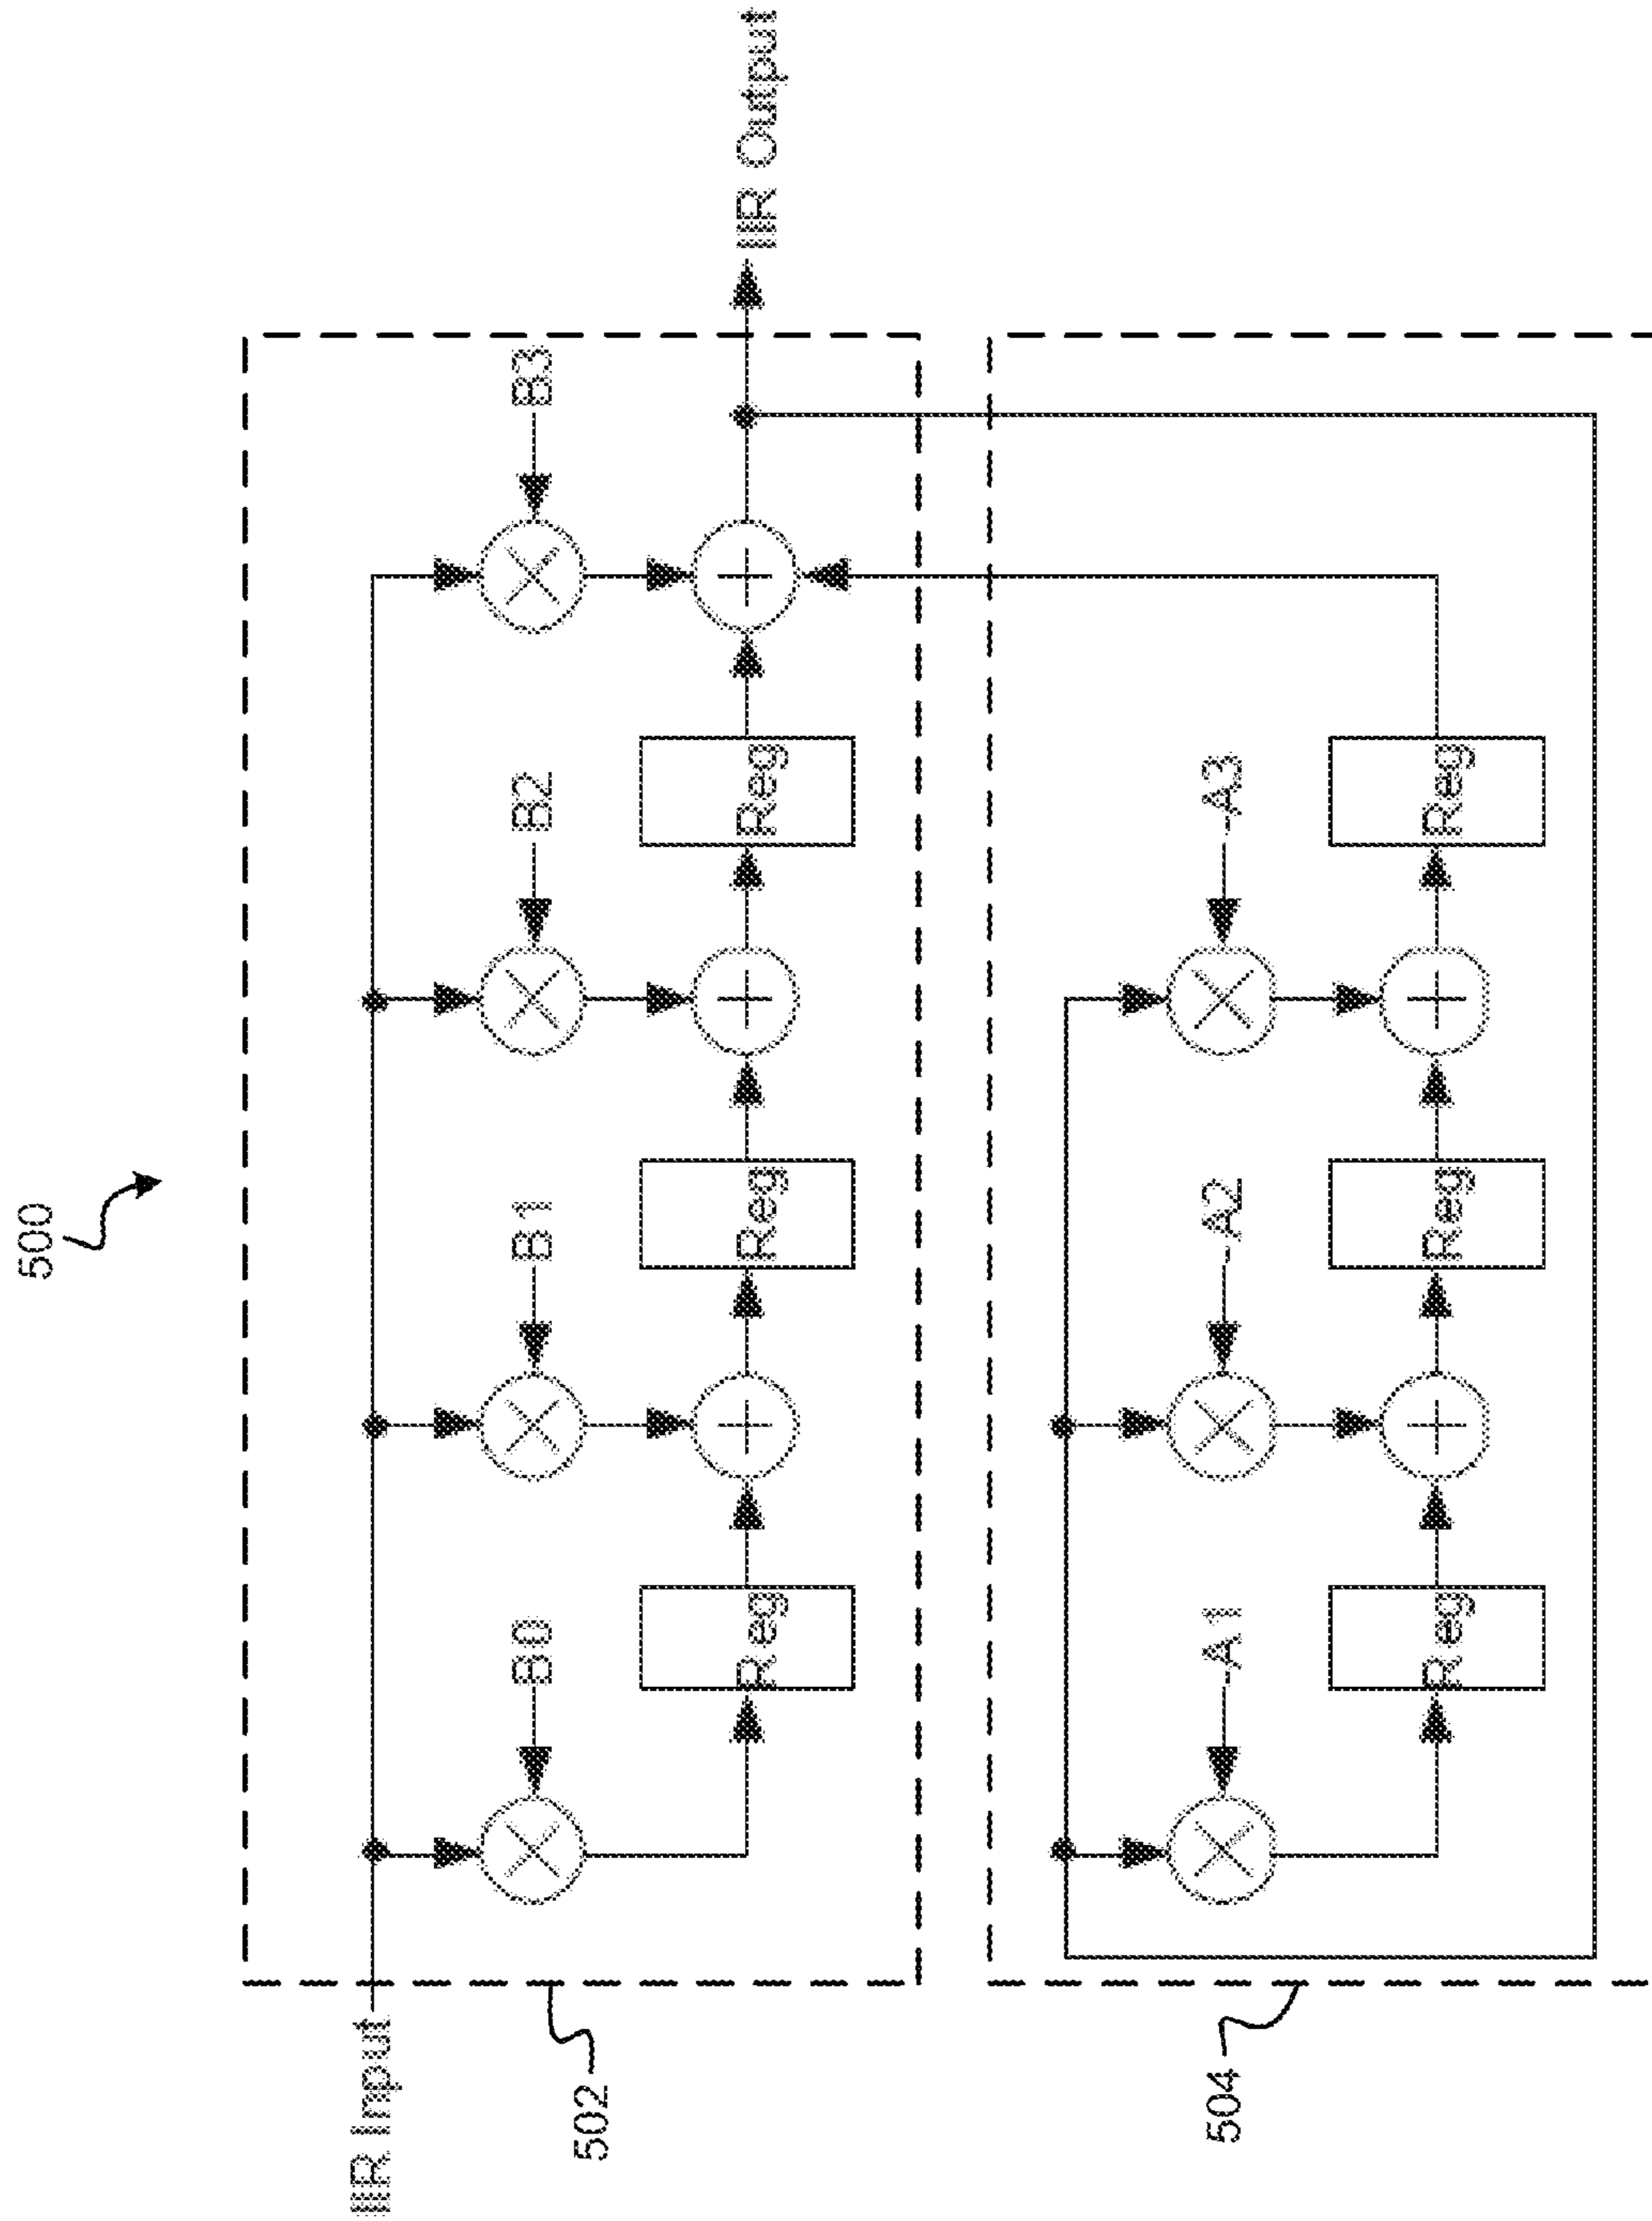 500
IIR Input
IIR Output
B0
B1
B2
B3
Reg
Reg
Reg
502
-A1
-A2
-A3
Reg
Reg
Reg
504